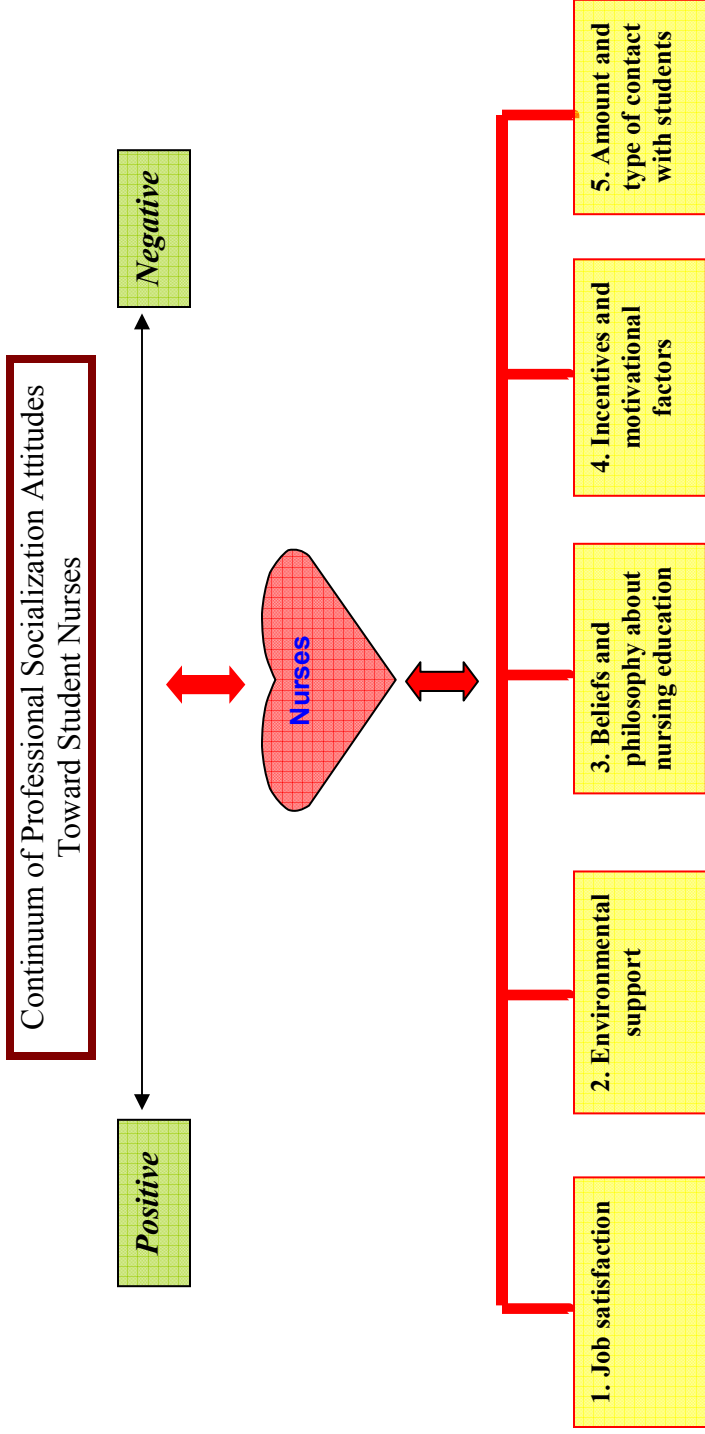 Continuum of Professional Socialization Attitudes
Toward Student Nurses
Positive
Negative
Nurses
1. Job satisfaction
2. Environmental
support
3. Beliefs and
philosophy about
nursing education
4. Incentives and
motivational
factors
5. Amount and
type of contact
with students